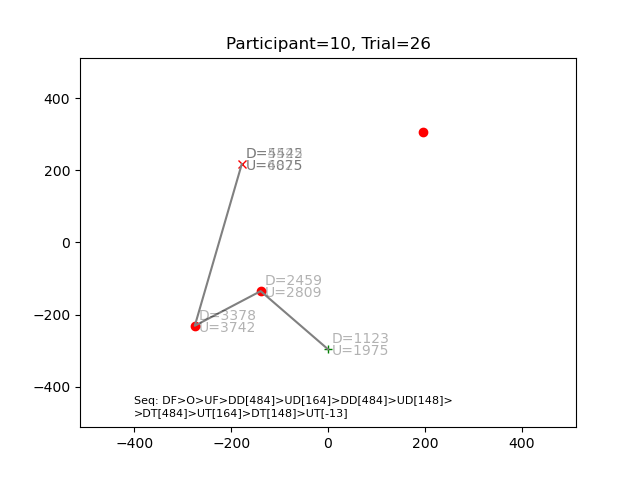 Participant=10, Trial=26
400
200
0
−200
−400
D=2459
U=2809
D=3378
U=3742
D=1123
U=1975
Seq: DF>O>UF>DD[484]>UD[164]>DD[484]>UD[148]>
>DT[484]>UT[164]>DT[148]>UT[-13]
−400 −200 0 200 400